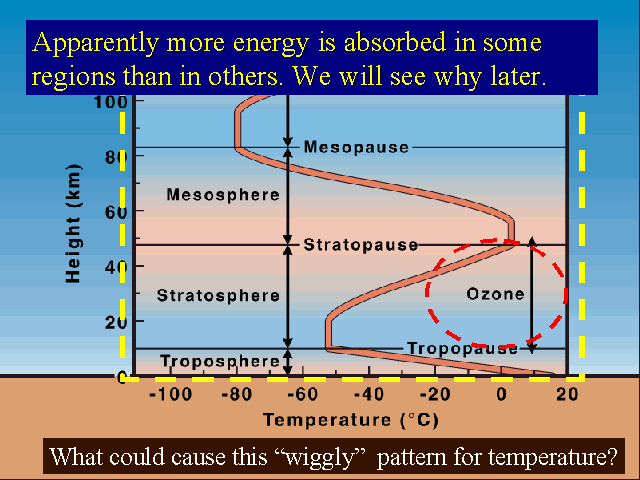 Apparently more energy is absorbed in some
regions than in others. We will see why later.
100
Mesopause
80
Mesosphere
60
Stratopause
Height (km)
40
Stratosphere
Ozone
20
Tropopause
Troposphere
0
-100 -80 -60 -40 -20 0 20
Temperature (°C)
What could cause this “wiggly” pattern for temperature?